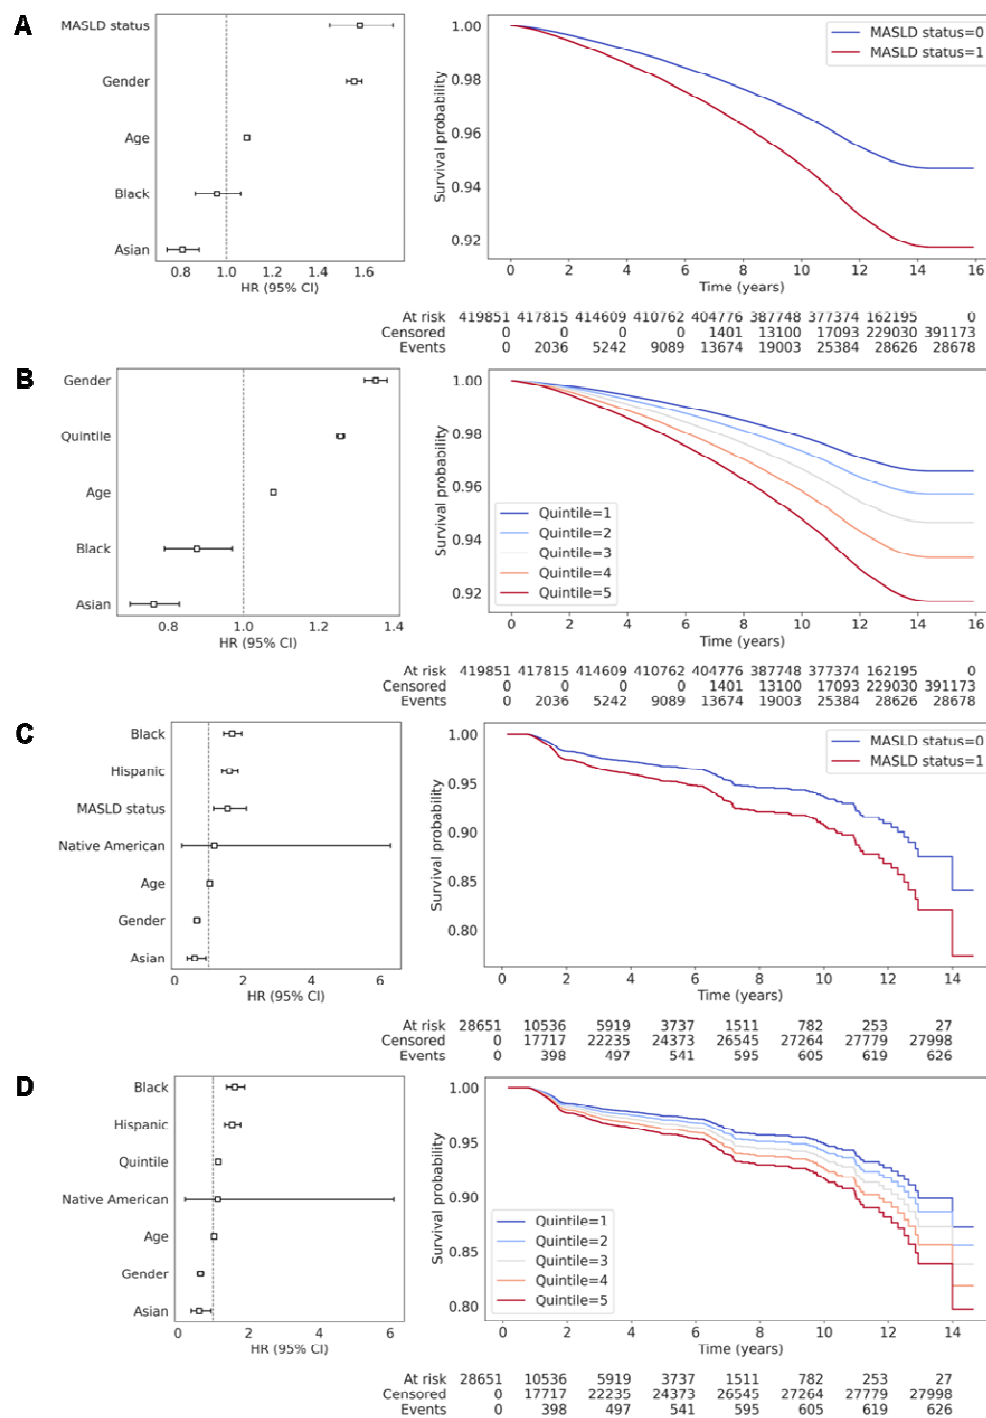 A
MASLD status
Gender
Age
Black
Asian
0.8 1.0 1.2 1.4 1.6
HR (95% CI)
Survival probability
1.00
0.98
0.96
0.94
0.92
MASLD status=0
MASLD status=1
0 2 4 6 8 10 12 14 16
Time (years)
At risk 419851 417815 414609 410762 404776 387748 377374 162195 0
Censored 0 0 0 0 1401 13100 17093 229030 391173
Events 0 2036 5242 9089 13674 19003 25384 28626 28678
B
Gender
Quintile
Age
Black
Asian
0.8 1.0 1.2 1.4
HR (95% CI)
Survival probability
1.00
0.98
0.96
0.94
0.92
Quintile=1
Quintile=2
Quintile=3
Quintile=4
Quintile=5
0 2 4 6 8 10 12 14 16
Time (years)
At risk 419851 417815 414609 410762 404776 387748 377374 162195 0
Censored 0 0 0 0 1401 13100 17093 229030 391173
Events 0 2036 5242 9089 13674 19003 25384 28626 28678
C
Black
Hispanic
MASLD status
Native American
Age
Gender
Asian
0 2 4 6
HR (95% CI)
Survival probability
1.00
0.95
0.90
0.85
0.80
MASLD status=0
MASLD status=1
0 2 4 6 8 10 12 14
Time (years)
At risk 28651 10536 5919 3737 1511 782 253 27
Censored 0 17717 22235 24373 26545 27264 27779 27998
Events 0 398 497 541 595 605 619 626
D
Black
Hispanic
Quintile
Native American
Age
Gender
Asian
0 2 4 6
HR (95% CI)
Survival probability
1.00
0.95
0.90
0.85
0.80
Quintile=1
Quintile=2
Quintile=3
Quintile=4
Quintile=5
0 2 4 6 8 10 12 14
Time (years)
At risk 28651 10536 5919 3737 1511 782 253 27
Censored 0 17717 22235 24373 26545 27264 27779 27998
Events 0 398 497 541 595 605 619 626